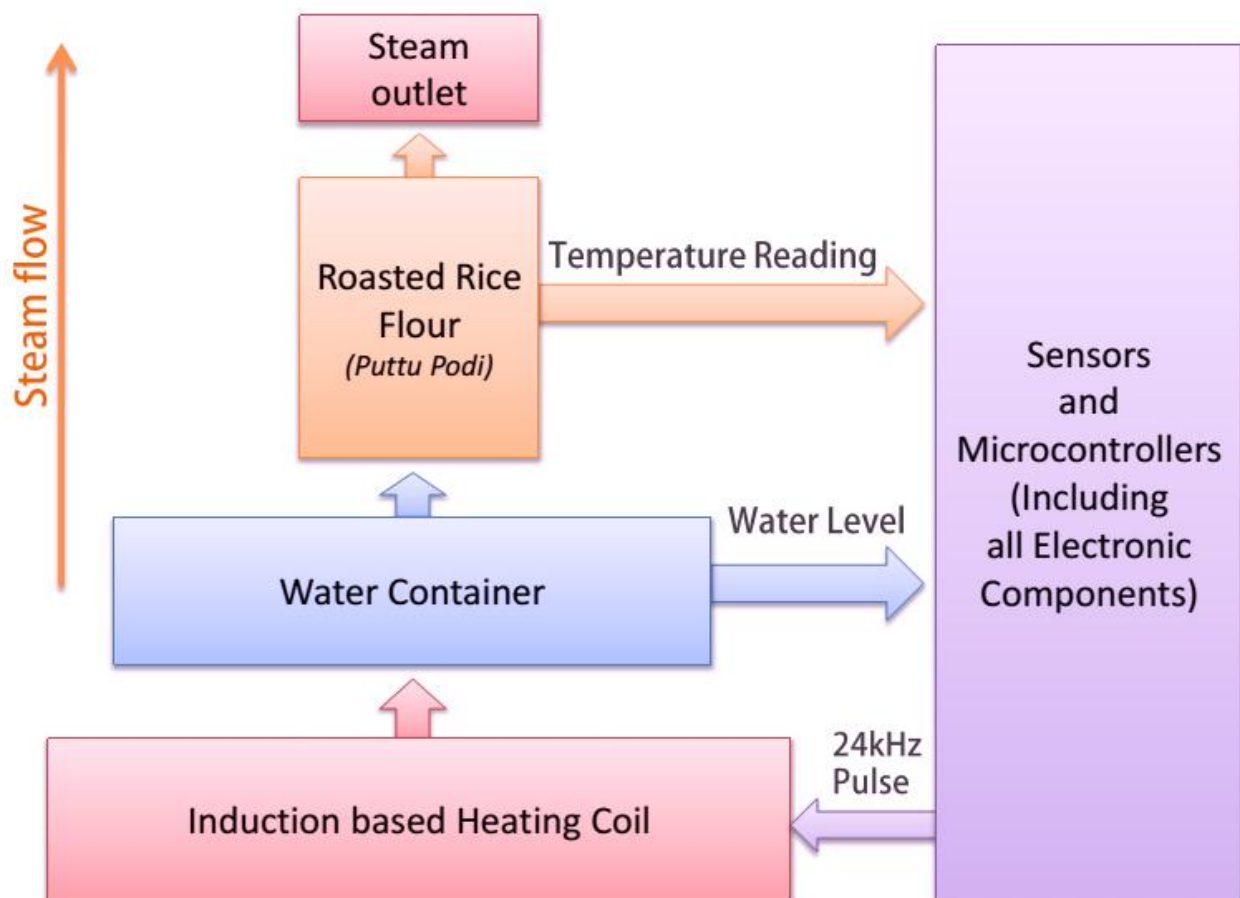 Steam
outlet
Steam flow
Roasted Rice
Flour
(Puttu Podi)
Temperature Reading
Sensors
and
Microcontrollers
(Including
all Electronic
Components)
Water Level
Water Container
24kHz
Pulse
Induction based Heating Coil